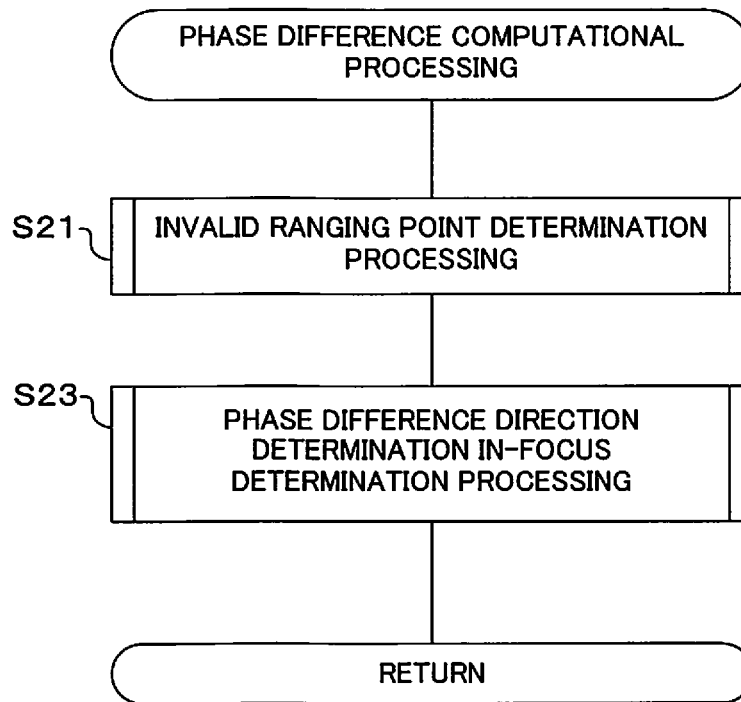 PHASE DIFFERENCE COMPUTATIONAL
PROCESSING
S21
INVALID RANGING POINT DETERMINATION
PROCESSING
S23
PHASE DIFFERENCE DIRECTION
DETERMINATION IN-FOCUS
DETERMINATION PROCESSING
RETURN